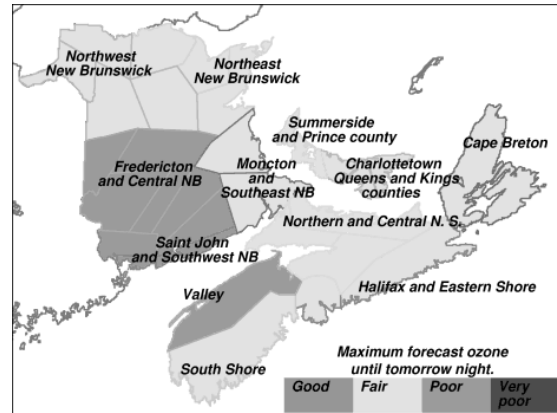 Northwest
New Brunswick
Northeast
New Brunswick
Summerside
and Prince county
Cape Breton
Fredericton
and Central NB
Moncton
and
Southeast NB
Charlottetown
Queens and Kings
counties
Northern and Central N. S.
Saint John
and Southwest NB
Valley
Halifax and Eastern Shore
South Shore
Maximum forecast ozone
until tomorrow night.
Good
Fair
Poor
Very
poor